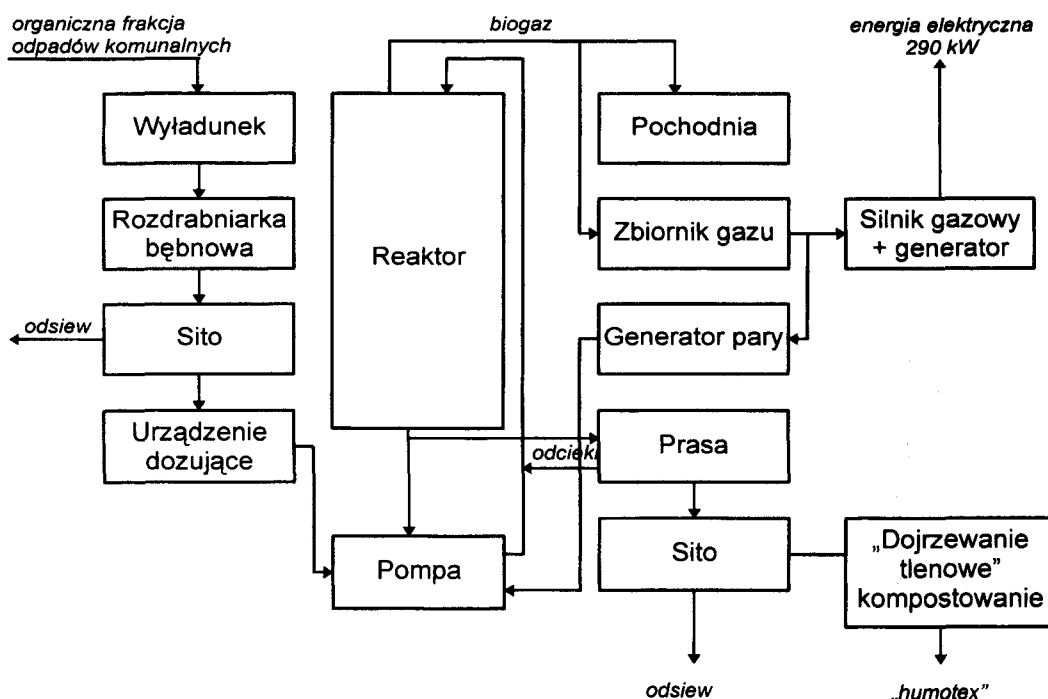 organiczna frakcja
odpadów komunalnych
biogaz
energia elektryczna
290 kW
Wyładunek
Pochodnia
Rozdrabniarka
bębnowa
Reaktor
Zbiornik gazu
Silnik gazowy
+ generator
odsiew
Sito
Generator pary
Urządzenie
dozujące
odcieki
Prasa
Pompa
Sito
„Dojrzewanie
tlenowe”
kompostowanie
odsiew
„humotex”